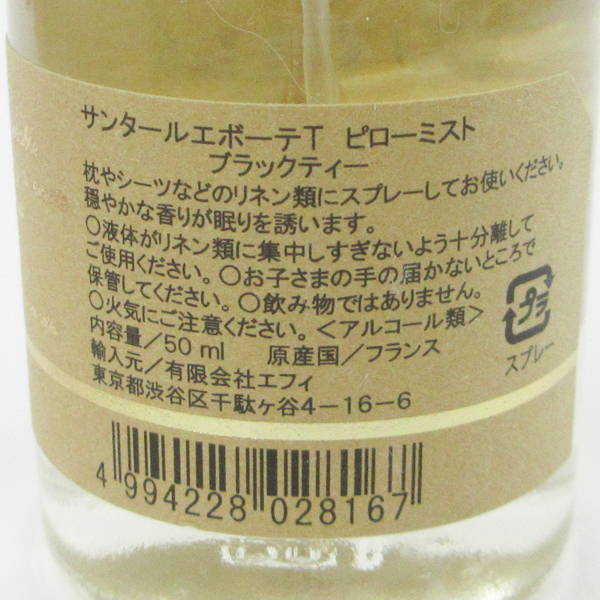 サンタールエボーテT ピローミスト
ブラックティー
枕やシーツなどのリネン類にスプレーしてお使いください。
穏やかな香りが眠りを誘います。
○液体がリネン類に集中しすぎないよう十分離して
ご使用ください。○お子さまの手の届かないところで
保管してください。○飲み物ではありません。
○火気にご注意ください。<アルコール類>
内容量/50 ml 原産国/フランス
輸入元/有限会社エフィ
東京都渋谷区千駄ヶ谷4-16-6
プラ
スプレー
4 994228 028167